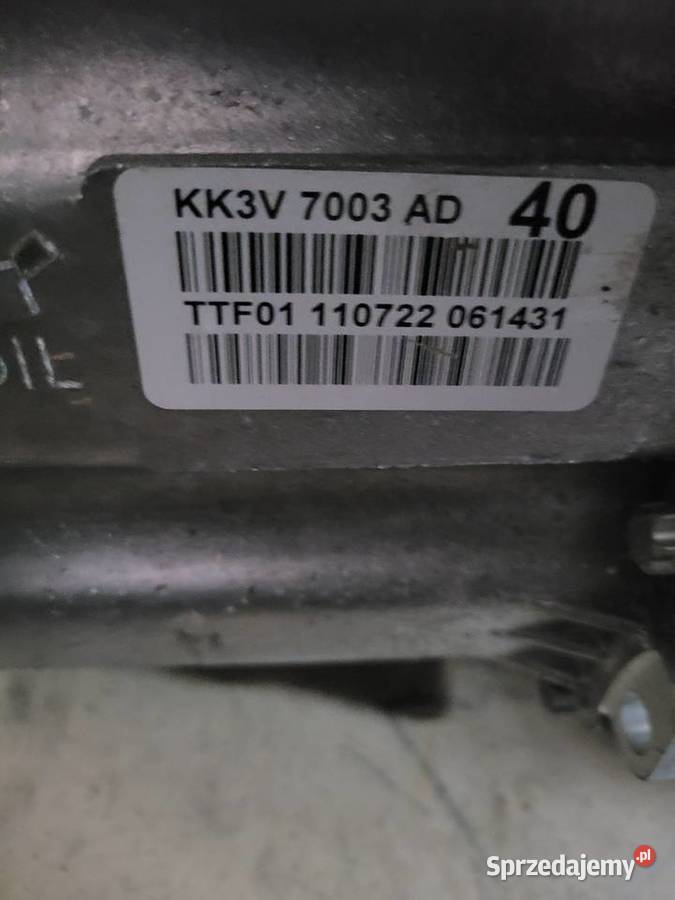 KK3V 7003 AD 40
TTF01 110722 061431
Sprzedajemy.pl